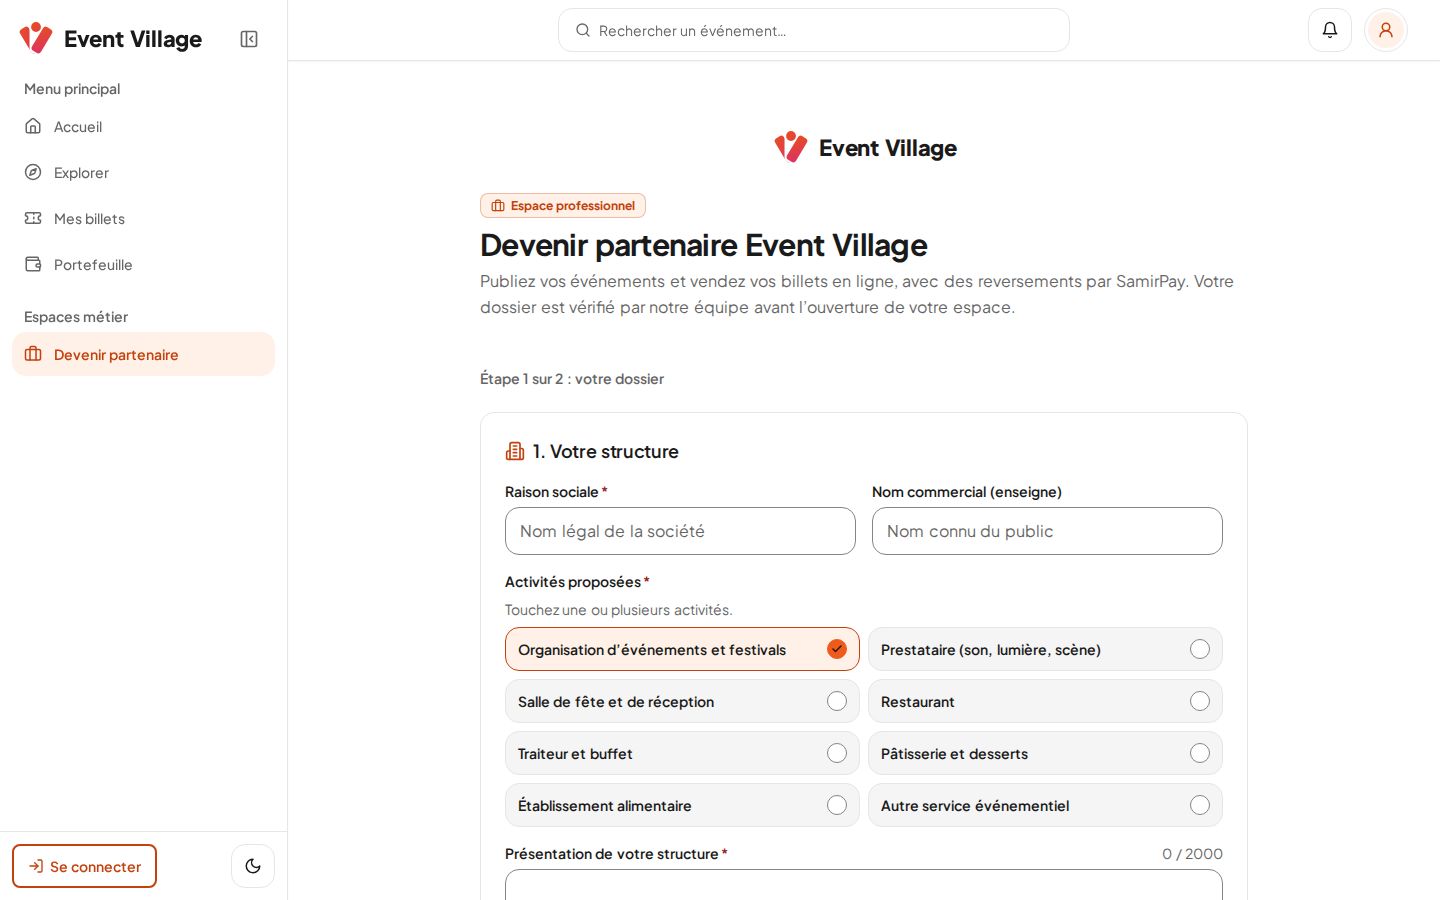 Event Village
Rechercher un événement…
Menu principal
Accueil
Explorer
Mes billets
Portefeuille
Espaces métier
Devenir partenaire
Se connecter
Event Village
Espace professionnel
Devenir partenaire Event Village
Publiez vos événements et vendez vos billets en ligne, avec des reversements par SamirPay. Votre
dossier est vérifié par notre équipe avant l’ouverture de votre espace.
Étape 1 sur 2 : votre dossier
1. Votre structure
Raison sociale *
Nom commercial (enseigne)
Nom légal de la société
Nom connu du public
Activités proposées *
Touchez une ou plusieurs activités.
Organisation d’événements et festivals
Prestataire (son, lumière, scène)
Salle de fête et de réception
Restaurant
Traiteur et buffet
Pâtisserie et desserts
Établissement alimentaire
Autre service événementiel
Présentation de votre structure *
0 / 2000